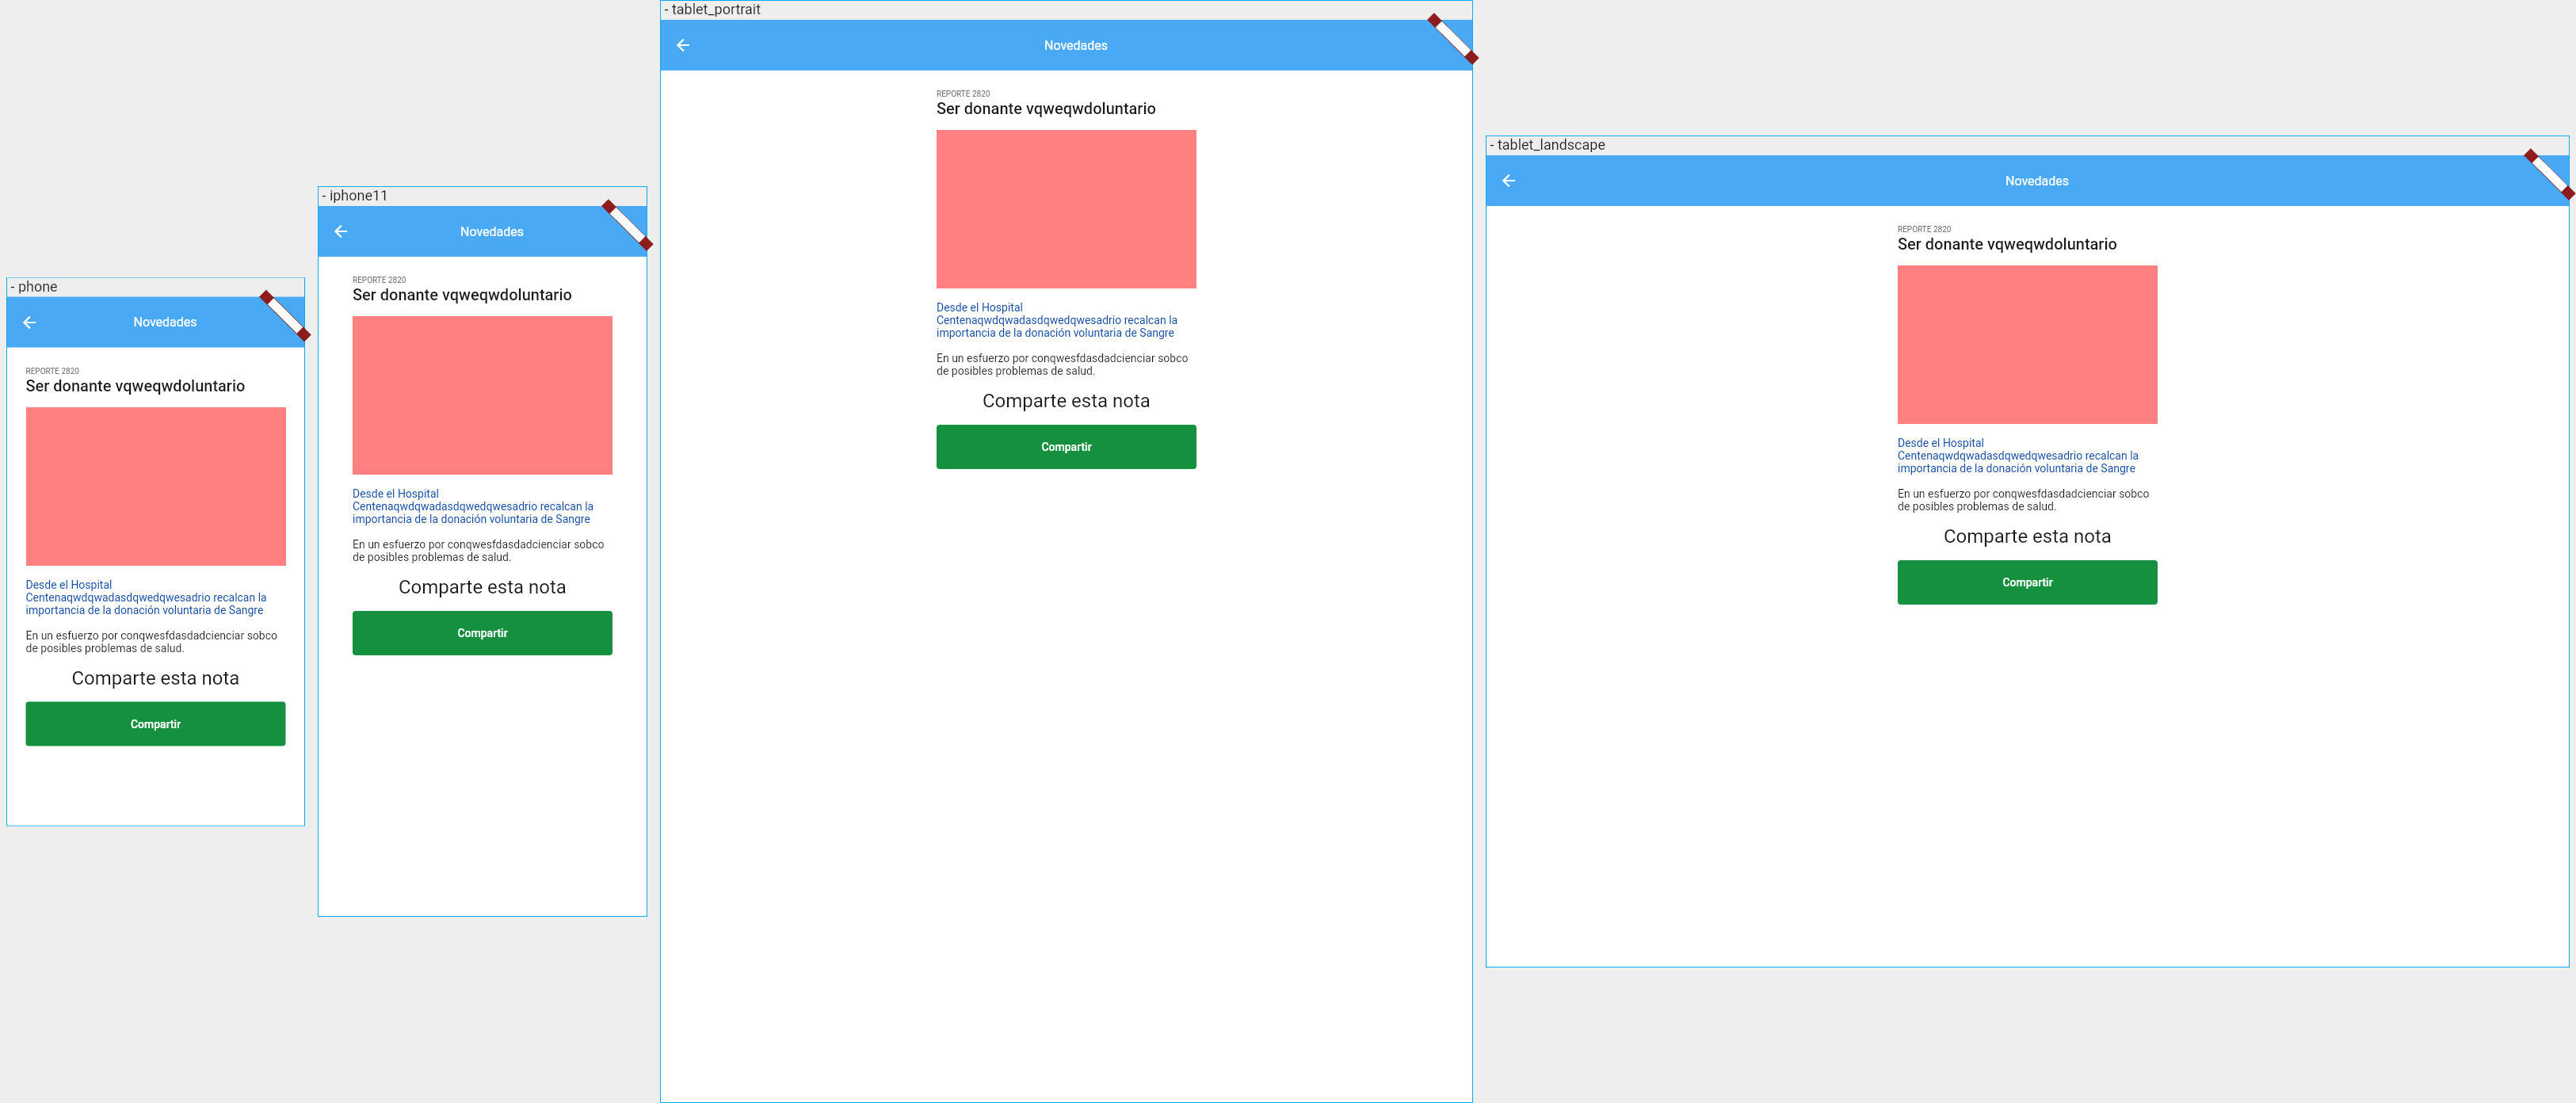 - phone
Novedades
REPORTE 2820
Ser donante vqweqwdoluntario
Desde el Hospital
Centenaqwdqwadasdqwedqwesadrio recalcan la
importancia de la donación voluntaria de Sangre
En un esfuerzo por conqwesfdasdadcienciar sobco
de posibles problemas de salud.
Comparte esta nota
Compartir
- iphone11
Novedades
REPORTE 2820
Ser donante vqweqwdoluntario
Desde el Hospital
Centenaqwdqwadasdqwedqwesadrio recalcan la
importancia de la donación voluntaria de Sangre
En un esfuerzo por conqwesfdasdadcienciar sobco
de posibles problemas de salud.
Comparte esta nota
Compartir
- tablet_portrait
Novedades
REPORTE 2820
Ser donante vqweqwdoluntario
Desde el Hospital
Centenaqwdqwadasdqwedqwesadrio recalcan la
importancia de la donación voluntaria de Sangre
En un esfuerzo por conqwesfdasdadcienciar sobco
de posibles problemas de salud.
Comparte esta nota
Compartir
- tablet_landscape
Novedades
REPORTE 2820
Ser donante vqweqwdoluntario
Desde el Hospital
Centenaqwdqwadasdqwedqwesadrio recalcan la
importancia de la donación voluntaria de Sangre
En un esfuerzo por conqwesfdasdadcienciar sobco
de posibles problemas de salud.
Comparte esta nota
Compartir